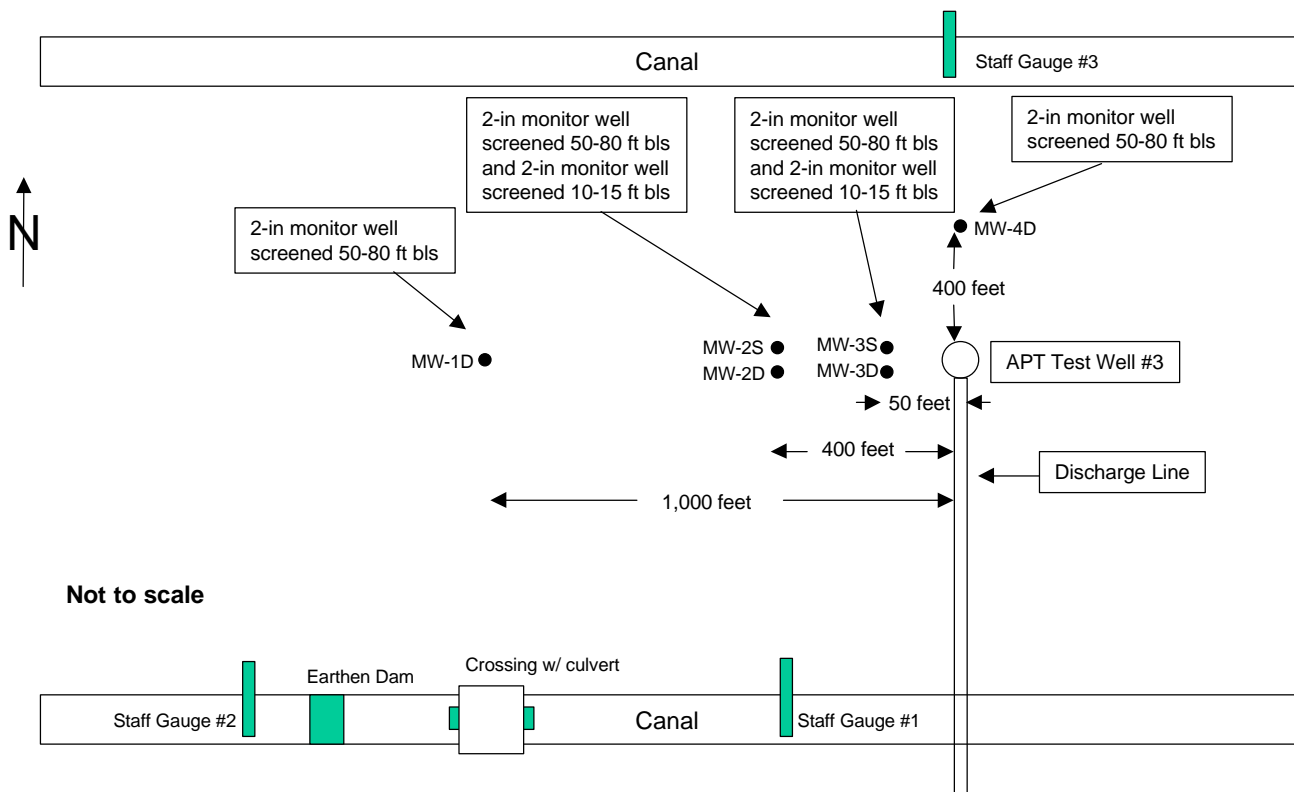 Canal
Staff Gauge #3
2-in monitor well
screened 50-80 ft bls
and 2-in monitor well
screened 10-15 ft bls
2-in monitor well
screened 50-80 ft bls
and 2-in monitor well
screened 10-15 ft bls
2-in monitor well
screened 50-80 ft bls
N
2-in monitor well
screened 50-80 ft bls
MW-4D
400 feet
MW-1D
MW-2S
MW-2D
MW-3S
MW-3D
APT Test Well #3
50 feet
400 feet
Discharge Line
1,000 feet
Not to scale
Earthen Dam
Crossing w/ culvert
Staff Gauge #2
Canal
Staff Gauge #1